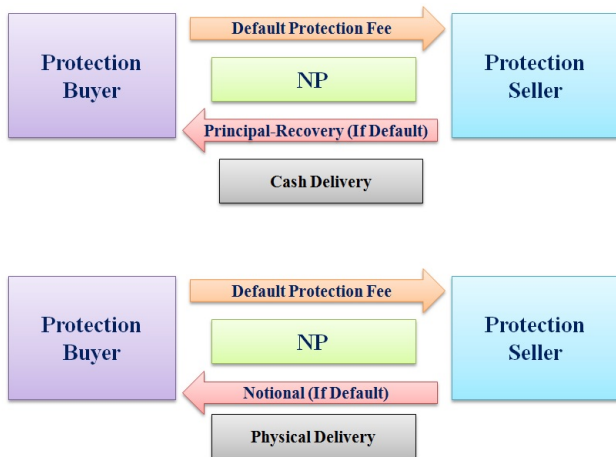 Default Protection Fee
Protection
Buyer
NP
Protection
Seller
Principal-Recovery (If Default)
Cash Delivery
Default Protection Fee
Protection
Buyer
NP
Protection
Seller
Notional (If Default)
Physical Delivery